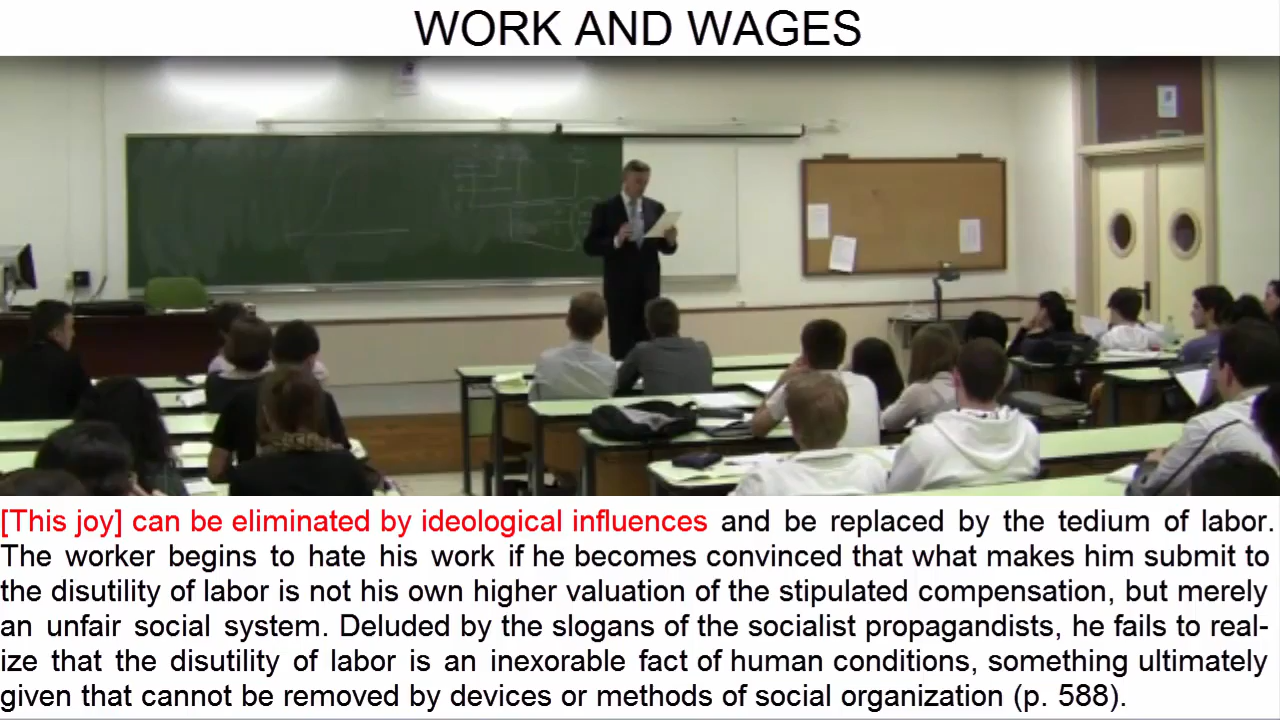 WORK AND WAGES
[This joy] can be eliminated by ideological influences and be replaced by the tedium of labor.
The worker begins to hate his work if he becomes convinced that what makes him submit to
the disutility of labor is not his own higher valuation of the stipulated compensation, but merely
an unfair social system. Deluded by the slogans of the socialist propagandists, he fails to real-
ize that the disutility of labor is an inexorable fact of human conditions, something ultimately
given that cannot be removed by devices or methods of social organization (p. 588).